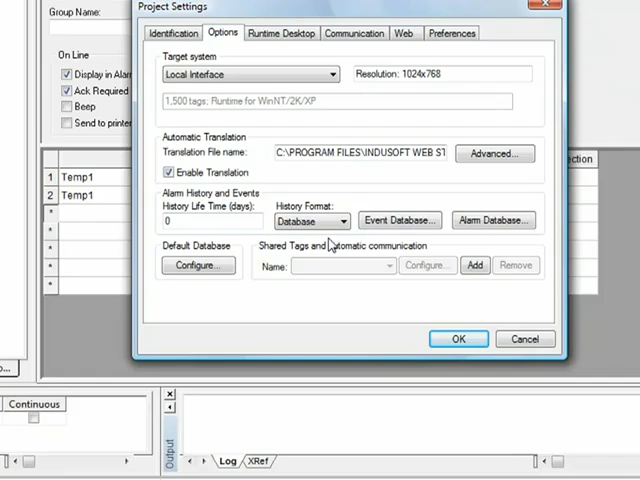 Project Settings
Group Name:
Identification Options Runtime Desktop Communication Web Preferences
On Line
Display in Alar
Ack Required
Beep
Send to printer
Target system
Local Interface Resolution: 1024x768
1,500 tags; Runtime for WinNT/2K/XP
Automatic Translation
Translation File name: C:\PROGRAM FILES\INDUSOFT WEB ST Advanced...
Enable Translation
Alarm History and Events
History Life Time (days): History Format:
0 Database Event Database... Alarm Database...
Default Database Shared Tags and automatic communication
Configure... Name: Configure... Add Remove
OK Cancel
ction
1 Temp1
2 Temp1
*
*
*
*
*
o...
Continuous
Output
Log XRef